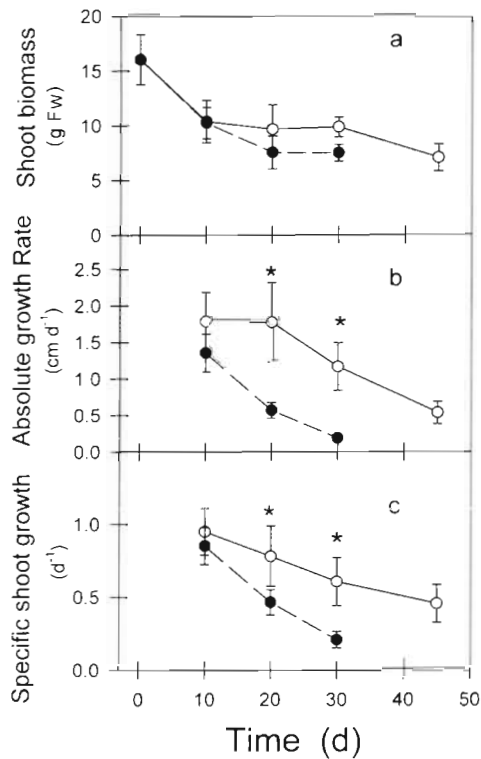 20
15
10
5
0
Shoot biomass
(g Fw)
a
2.5
2.0
1.5
1.0
0.5
0.0
Absolute growth Rate
(cm d⁻¹)
b
*
*
1.0
0.5
0.0
Specific shoot growth
(d⁻¹)
c
*
*
0 10 20 30 40 50
Time (d)